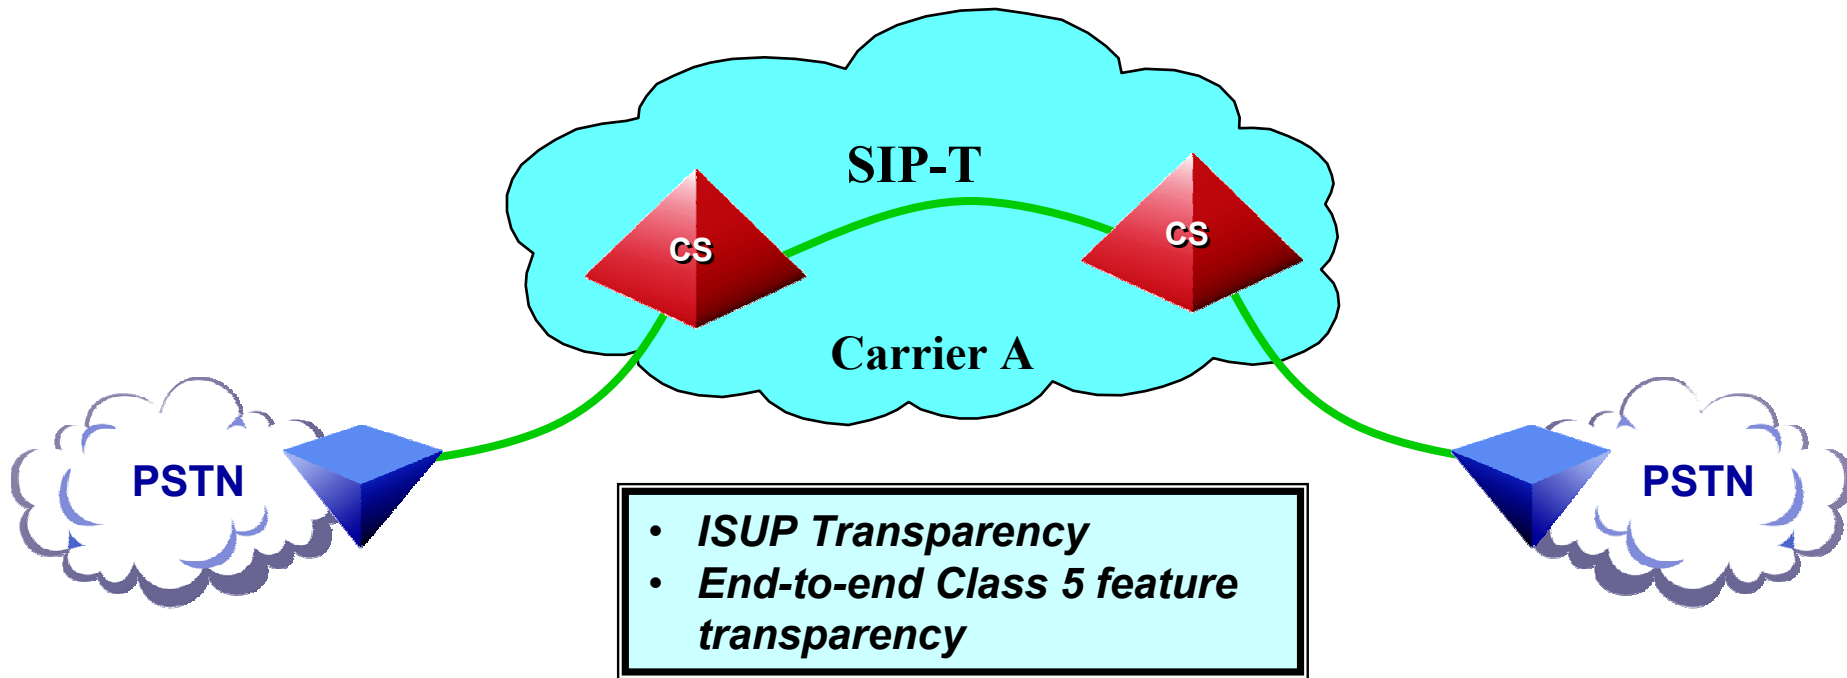 SIP-T
CS
CS
Carrier A
PSTN
PSTN
• ISUP Transparency
• End-to-end Class 5 feature
transparency